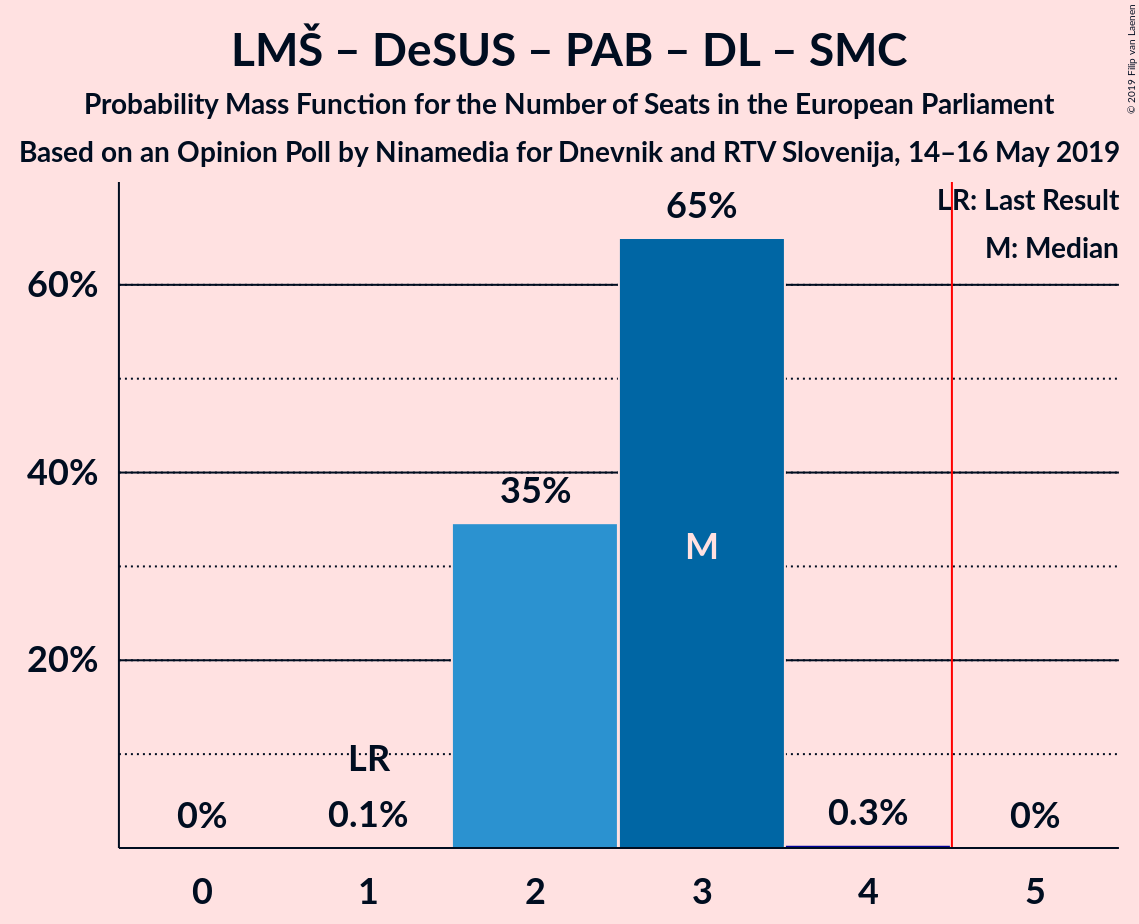 LMŠ – DeSUS – PAB – DL – SMC
Probability Mass Function for the Number of Seats in the European Parliament
Based on an Opinion Poll by Ninamedia for Dnevnik and RTV Slovenija, 14–16 May 2019
© 2019 Filip van Laenen
LR: Last Result
M: Median
65%
60%
40%
35%
M
20%
LR
0%
0.1%
0.3%
0%
0 1 2 3 4 5